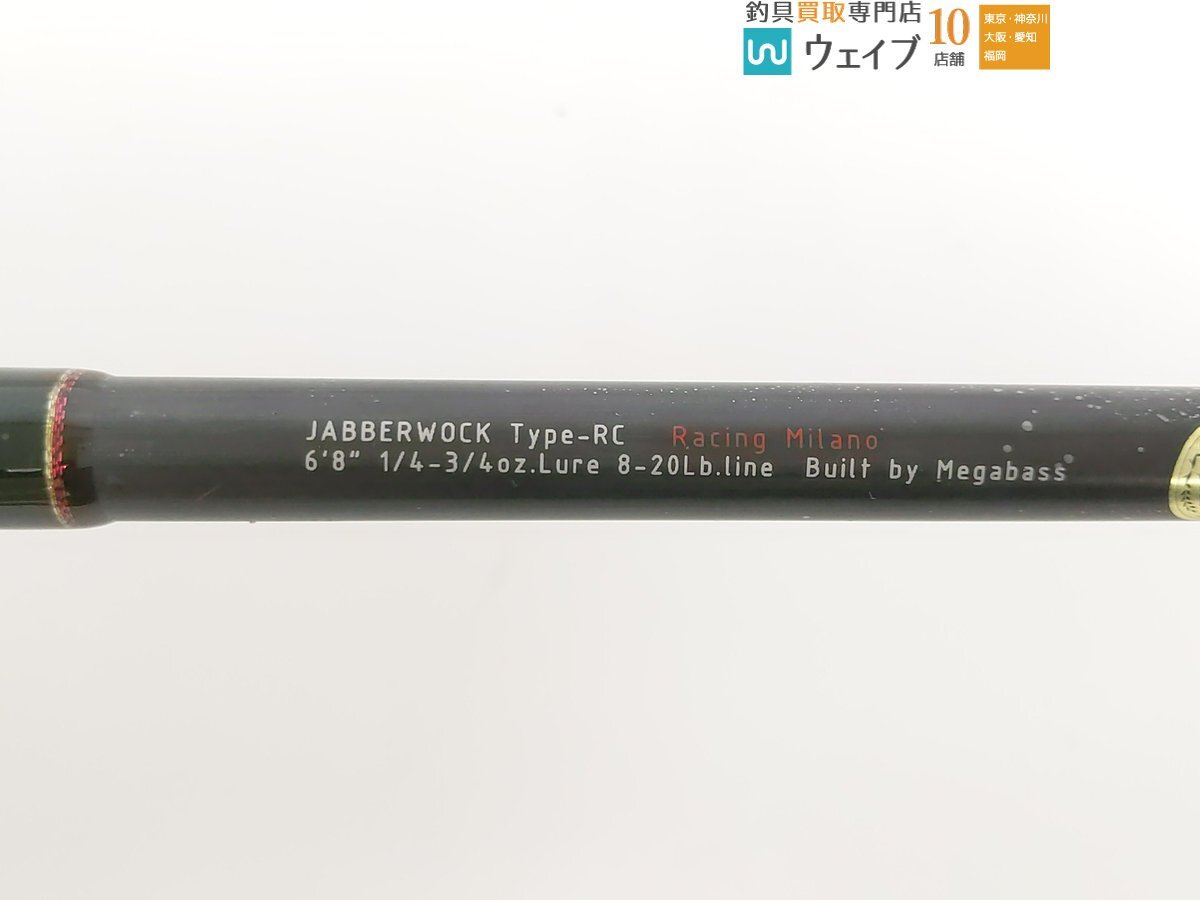 釣具買取専門店
ウェイブ
10
店舗
東京・神奈川
大阪・愛知
福岡
JABBERWOCK Type-RC Racing Milano
6'8" 1/4-3/4oz.Lure 8-20Lb.line Built by Megabass